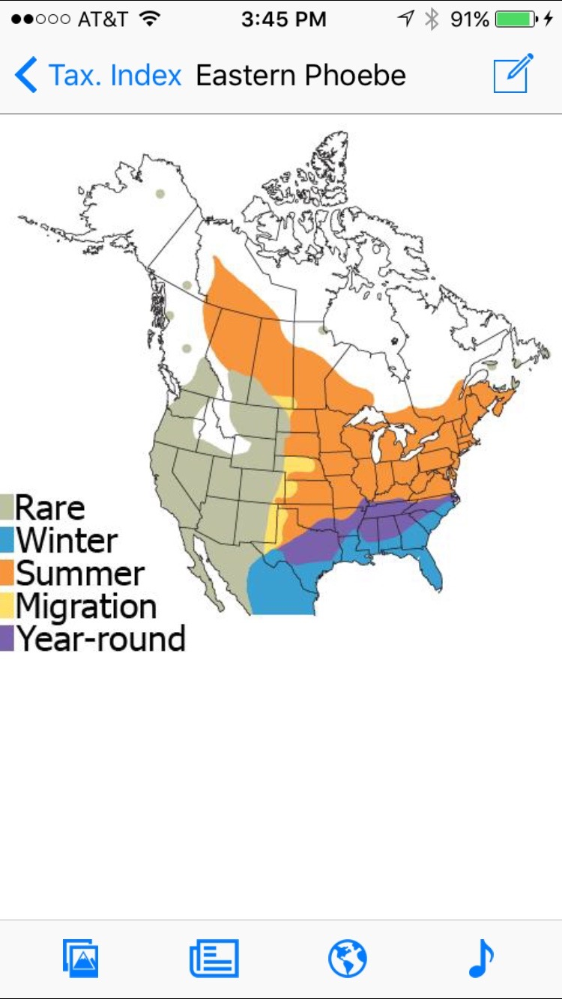 AT&T 3:45 PM 91%
Tax. Index Eastern Phoebe
Rare
Winter
Summer
Migration
Year-round